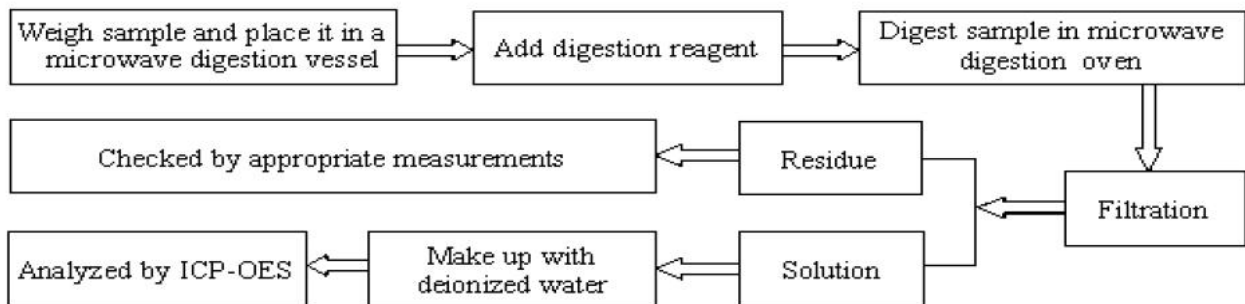 Weigh sample and place it in a
microwave digestion vessel
Add digestion reagent
Digest sample in microwave
digestion oven
Filtration
Residue
Checked by appropriate measurements
Solution
Make up with
deionized water
Analyzed by ICP-OES